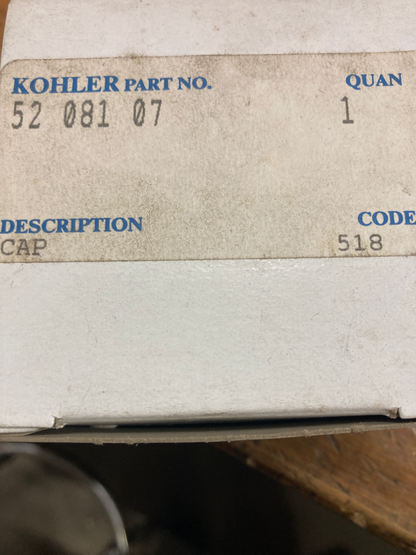 KOHLER PART NO. QUAN
52 081 07 1
DESCRIPTION CODE
CAP 518